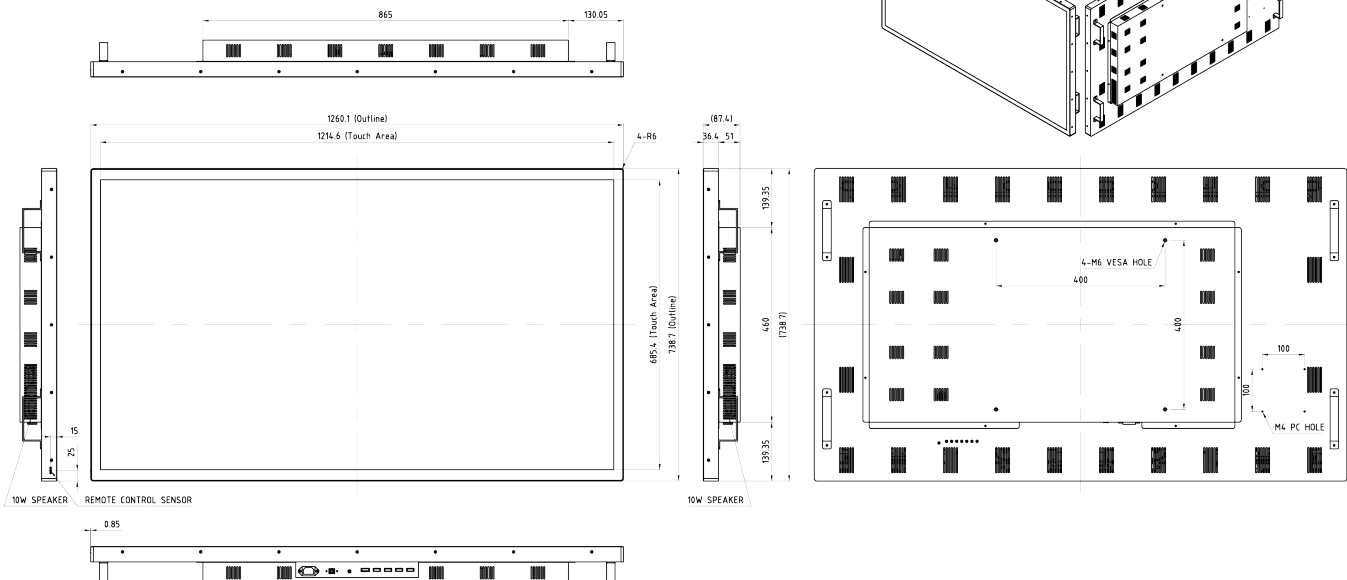 865
130.05
1260.1 (Outline)
1214.6 (Touch Area)
4-R6
(87.4)
36.4
51
139.35
460
139.35
(738.7)
685.4 (Touch Area)
738.7 (Outline)
4-M6 VESA HOLE
400
400
100
100
M4 PC HOLE
15
25
10W SPEAKER
REMOTE CONTROL SENSOR
10W SPEAKER
0.85